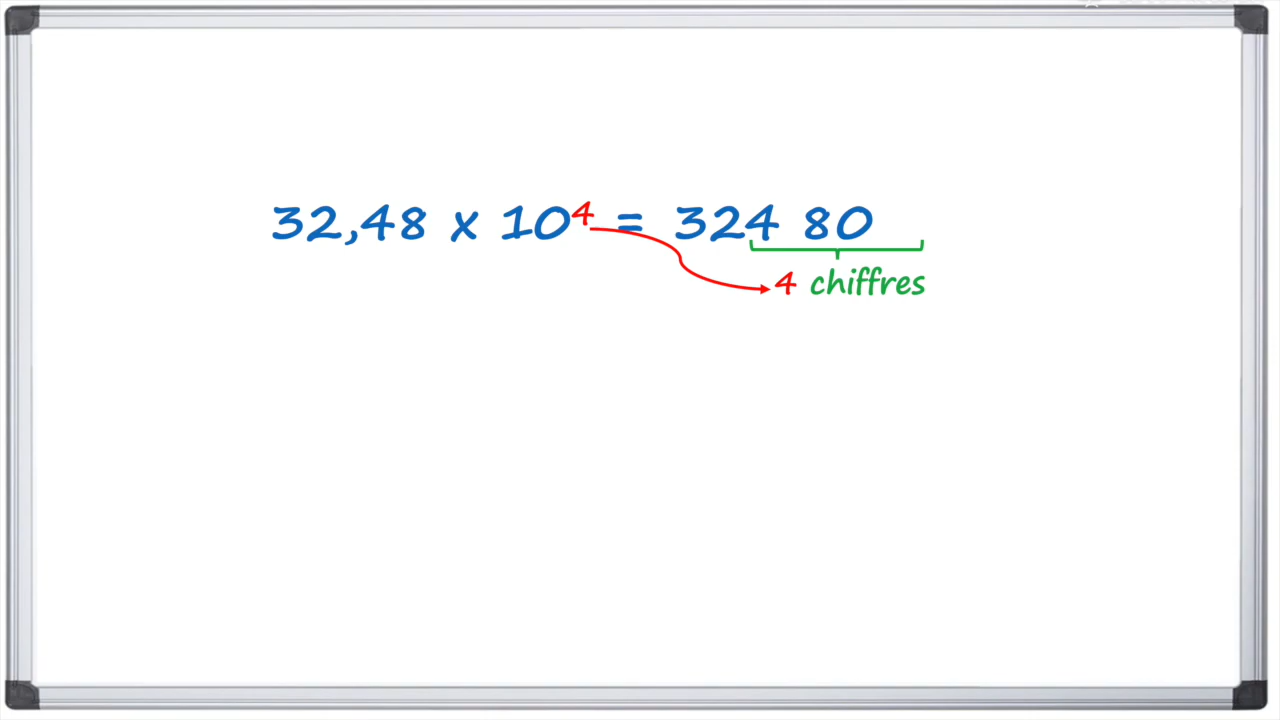 32,48 x 10⁴ = 324 80
4 chiffres